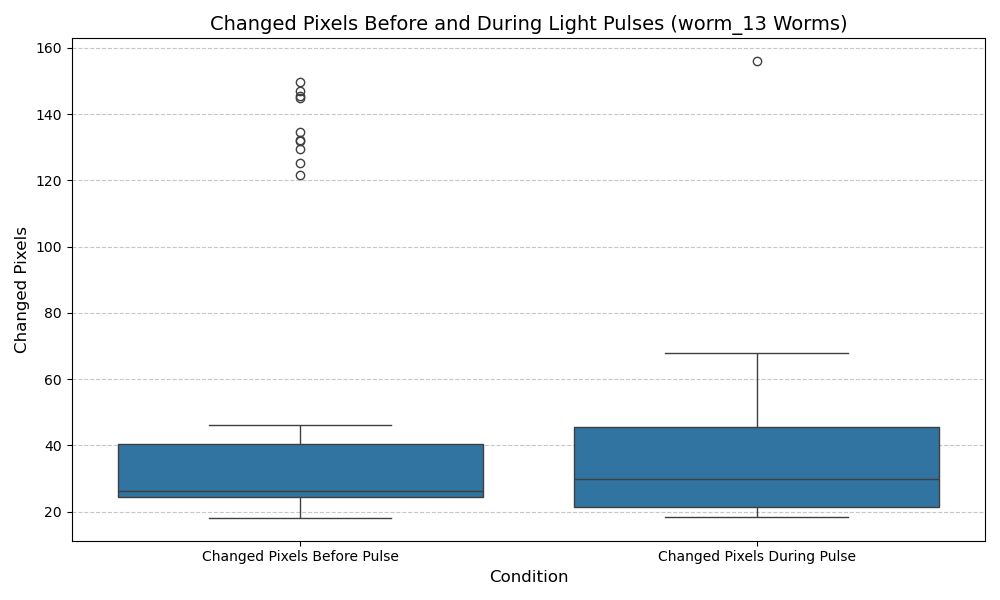 Changed Pixels Before and During Light Pulses (worm_13 Worms)
Changed Pixels
160
140
120
100
80
60
40
20
Changed Pixels Before Pulse
Changed Pixels During Pulse
Condition